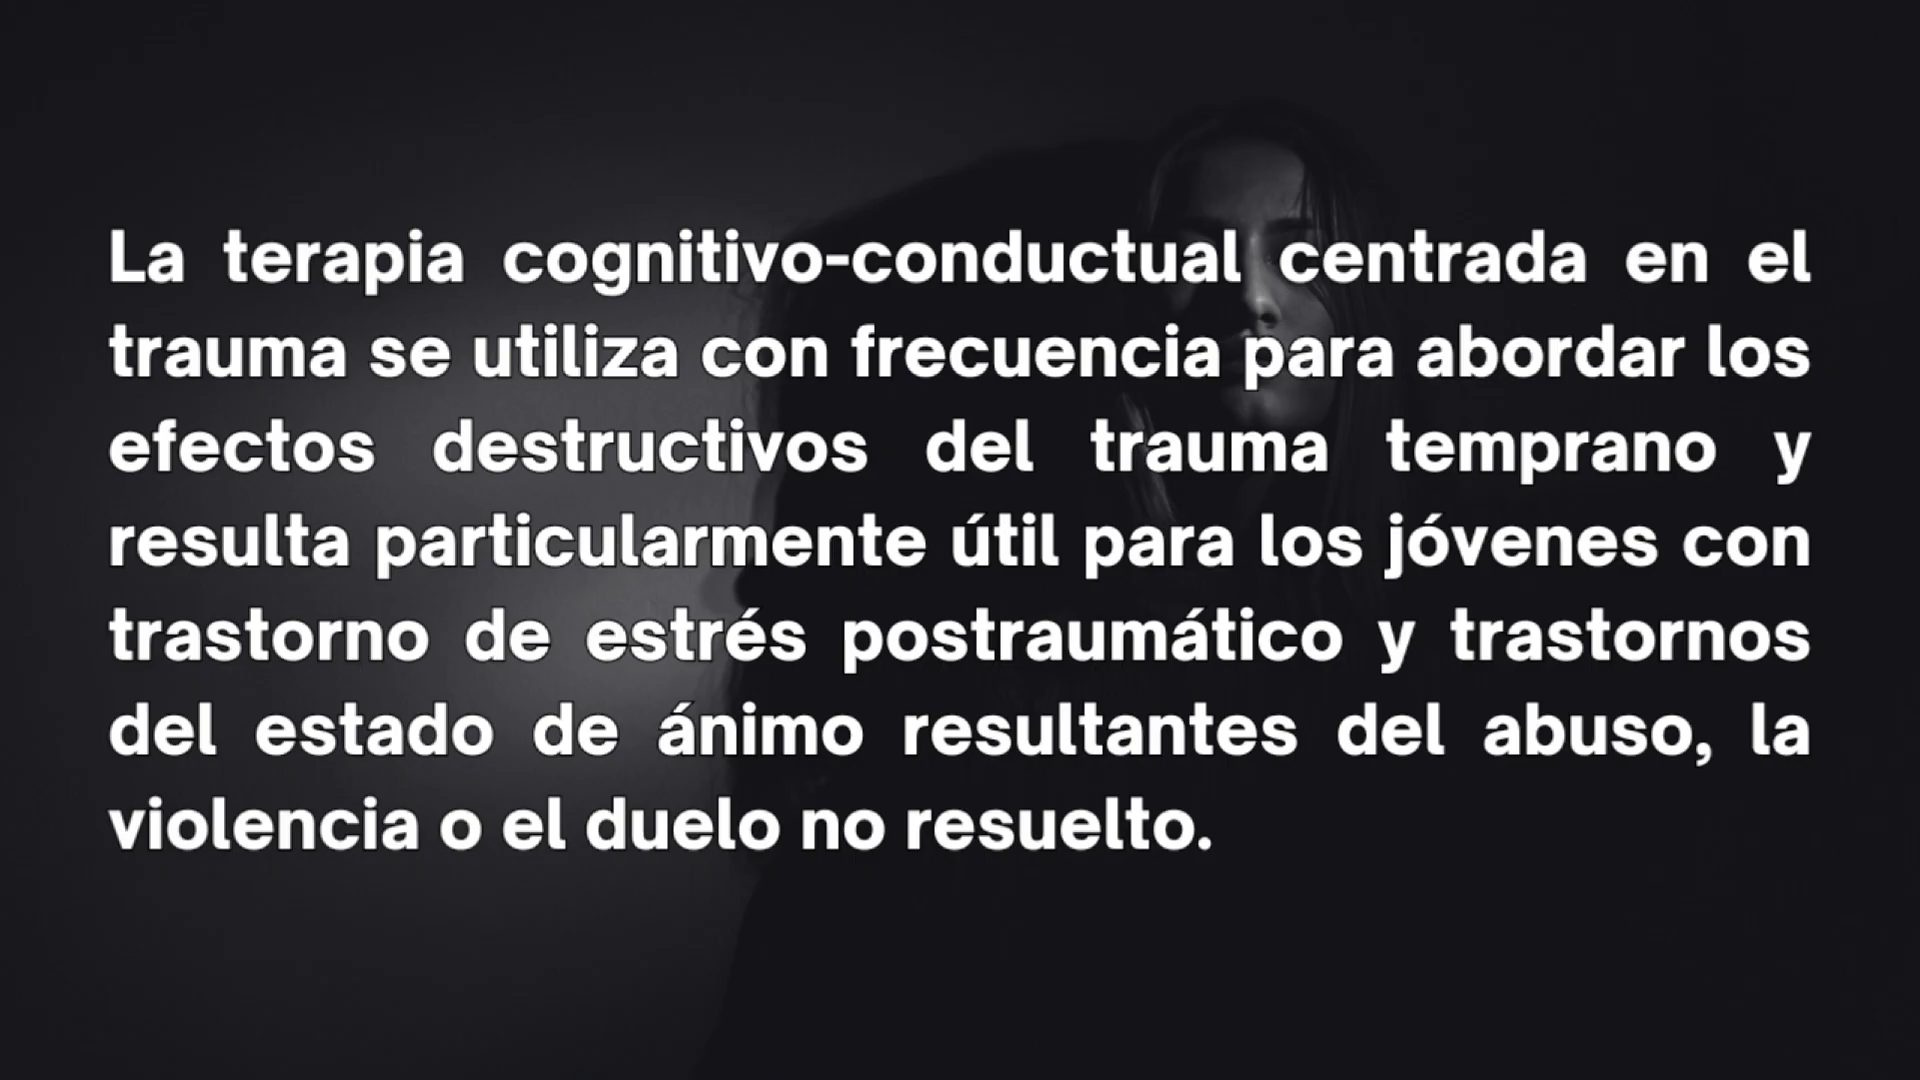 La terapia cognitivo-conductual centrada en el
trauma se utiliza con frecuencia para abordar los
efectos destructivos del trauma temprano y
resulta particularmente útil para los jóvenes con
trastorno de estrés postraumático y trastornos
del estado de ánimo resultantes del abuso, la
violencia o el duelo no resuelto.